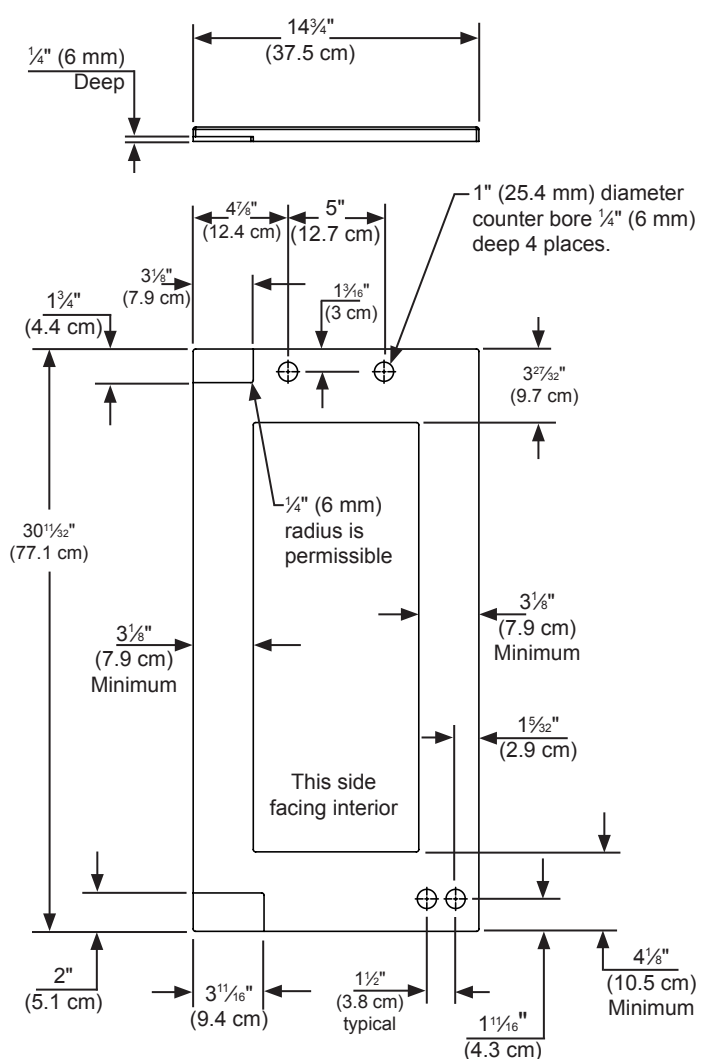 14¾"
(37.5 cm)
¼" (6 mm)
Deep
4⅞"
(12.4 cm)
5"
(12.7 cm)
1" (25.4 mm) diameter
counter bore ¼" (6 mm)
deep 4 places.
3⅛"
(7.9 cm)
1¾"
(4.4 cm)
1³⁄₁₆"
(3 cm)
3²⁷⁄₃₂"
(9.7 cm)
¼" (6 mm)
radius is
permissible
30¹¹⁄₃₂"
(77.1 cm)
3⅛"
(7.9 cm)
Minimum
3⅛"
(7.9 cm)
Minimum
1⁵⁄₃₂"
(2.9 cm)
This side
facing interior
2"
(5.1 cm)
3¹¹⁄₁₆"
(9.4 cm)
1½"
(3.8 cm)
typical
1¹¹⁄₁₆"
(4.3 cm)
4⅛"
(10.5 cm)
Minimum